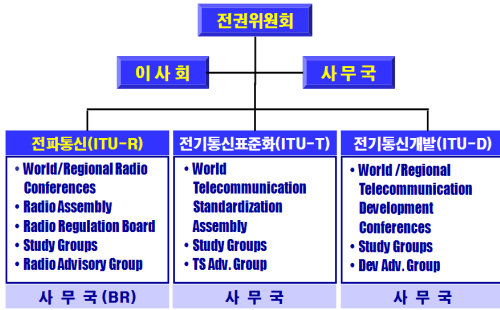 전권위원회
이사회
사무국
전파통신(ITU-R)
• World/Regional Radio
Conferences
• Radio Assembly
• Radio Regulation Board
• Study Groups
• Radio Advisory Group
사 무 국 (BR)
전기통신표준화(ITU-T)
• World
Telecommunication
Standardization
Assembly
• Study Groups
• TS Adv. Group
사 무 국
전기통신개발(ITU-D)
• World /Regional
Telecommunication
Development
Conferences
• Study Groups
• Dev Adv. Group
사 무 국